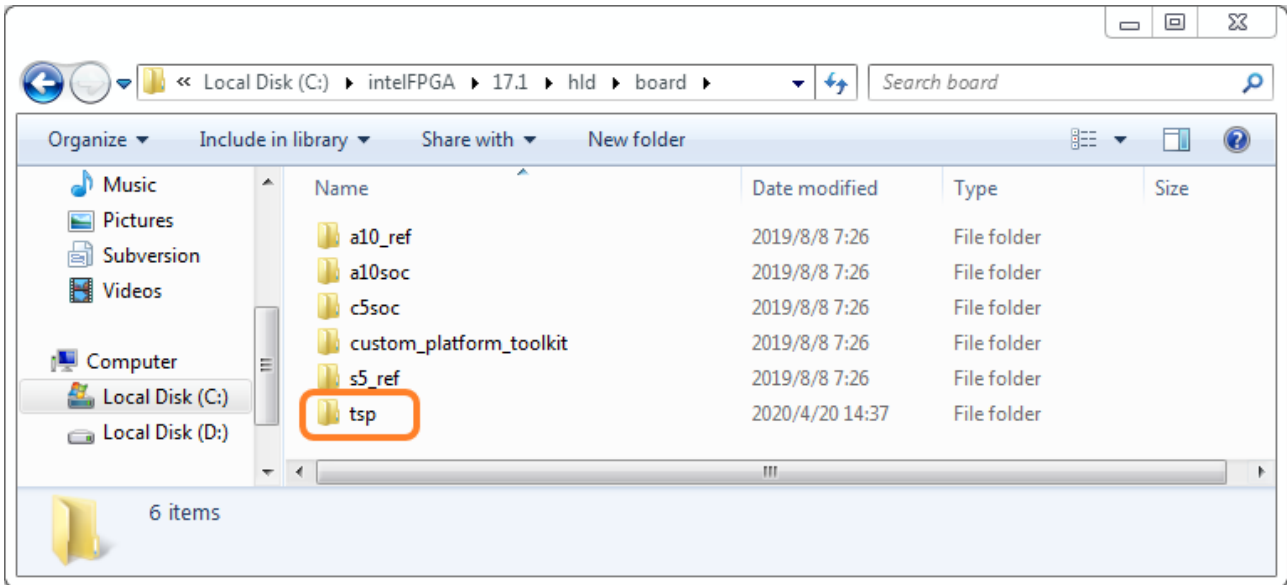 « Local Disk (C:) ▸ intelFPGA ▸ 17.1 ▸ hld ▸ board ▸ Search board
Organize Include in library Share with New folder
Music
Pictures
Subversion
Videos
Computer
Local Disk (C:)
Local Disk (D:)
Name Date modified Type Size
a10_ref 2019/8/8 7:26 File folder
a10soc 2019/8/8 7:26 File folder
c5soc 2019/8/8 7:26 File folder
custom_platform_toolkit 2019/8/8 7:26 File folder
s5_ref 2019/8/8 7:26 File folder
tsp 2020/4/20 14:37 File folder
6 items